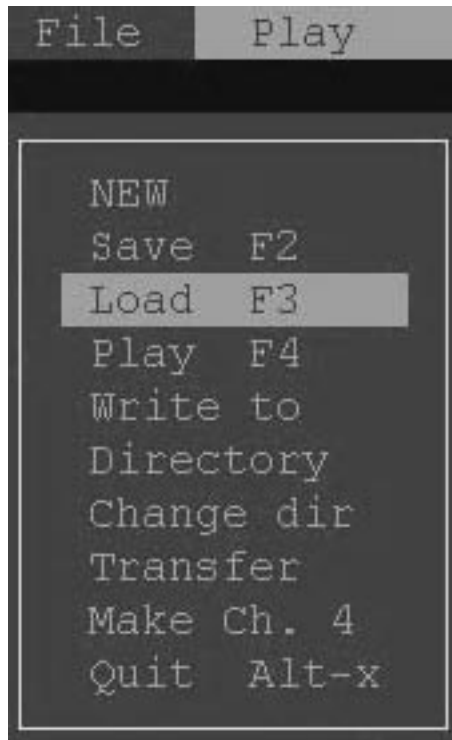 File Play
NEW
Save F2
Load F3
Play F4
Write to
Directory
Change dir
Transfer
Make Ch. 4
Quit Alt-x